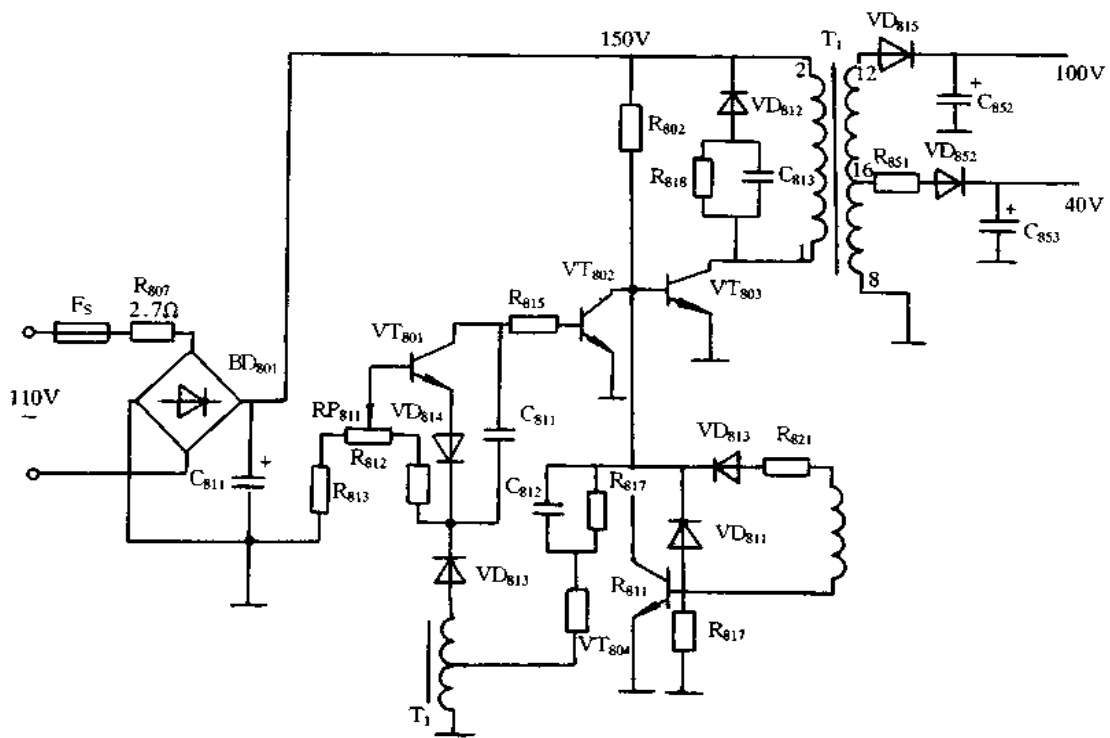 VD815
T1
150V
2
12
100V
VD812
C852
R802
R851
VD852
R818
C813
16
40V
C853
1
VT802
8
VT803
R815
FS
R807
2.7Ω
VT801
BD801
110V
~
RP811
VD814
C811
R812
VD813
R821
C811
R813
C812
R817
VD811
VD813
R811
R817
VT804
T1